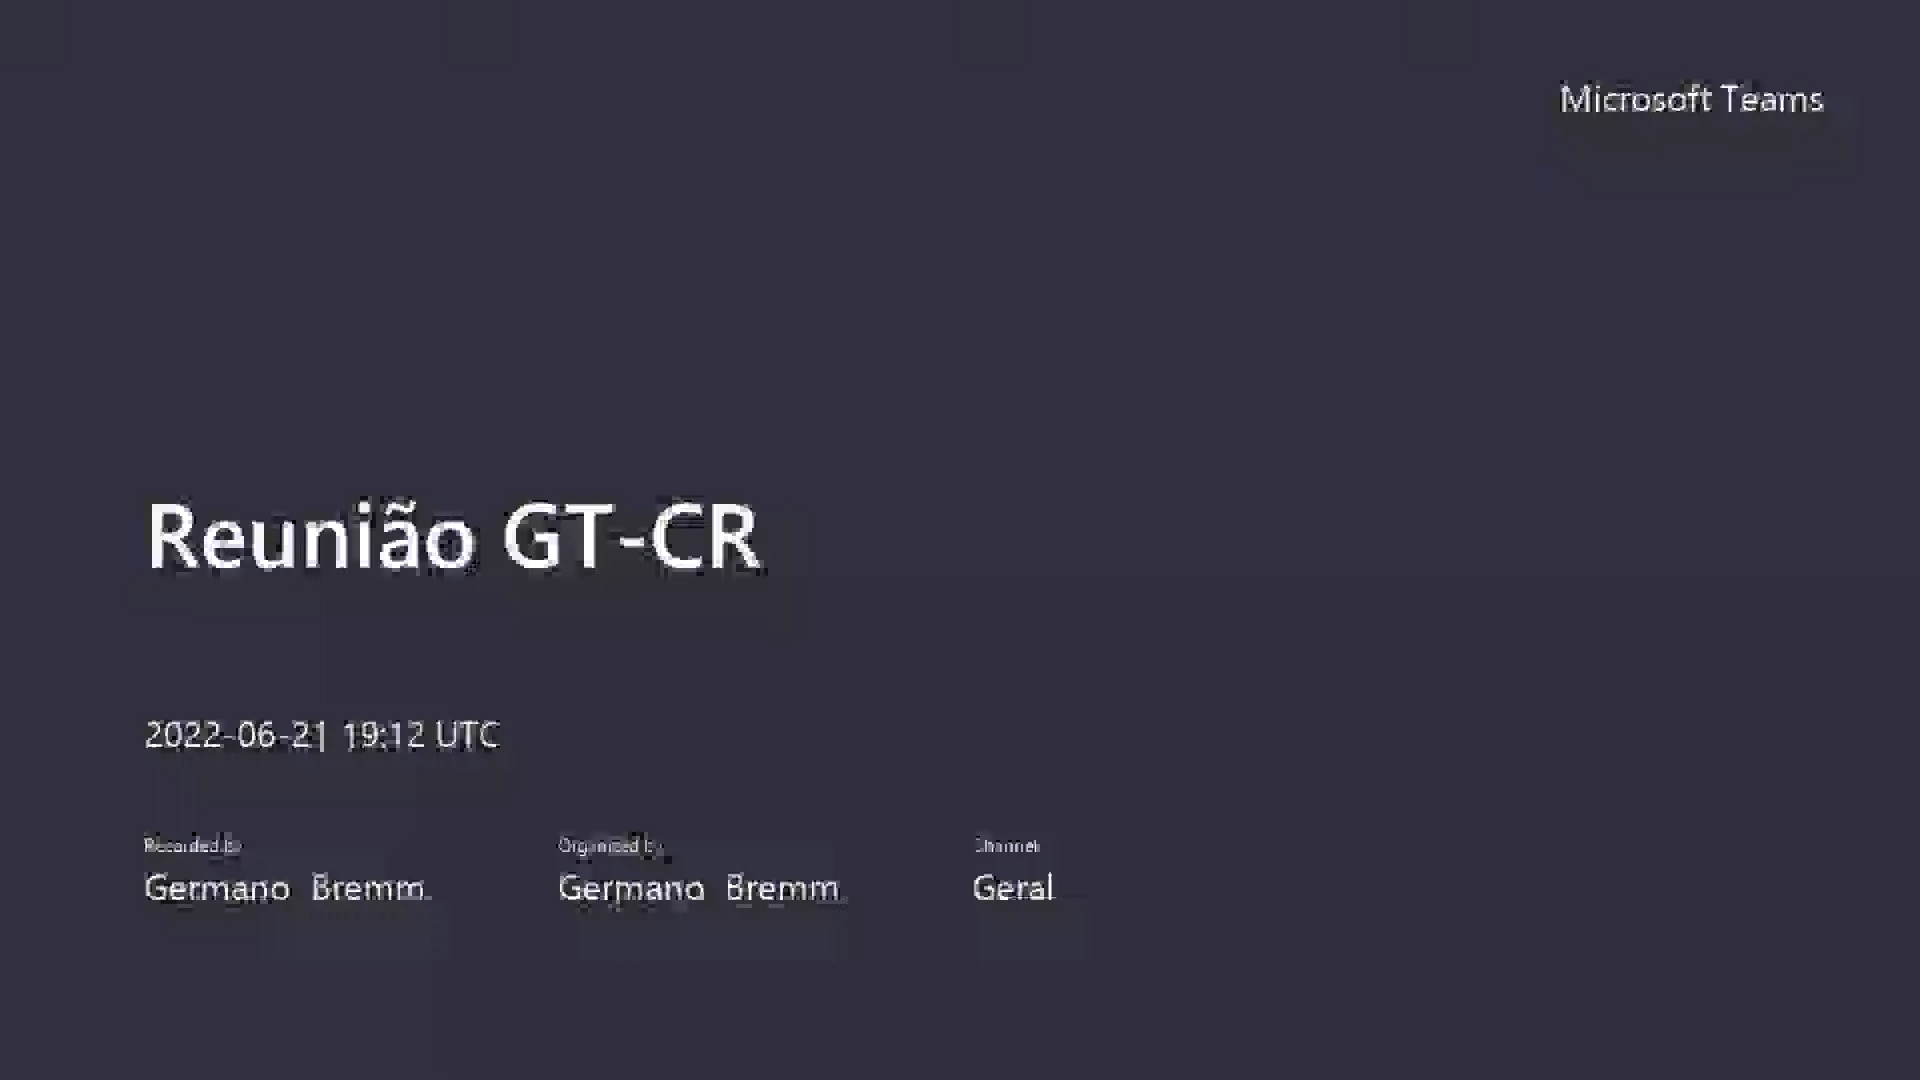 Microsoft Teams
Reunião GT-CR
2022-06-21 19:12 UTC
Recorded by
Organized by
Channel
Germano Bremm
Germano Bremm
Geral